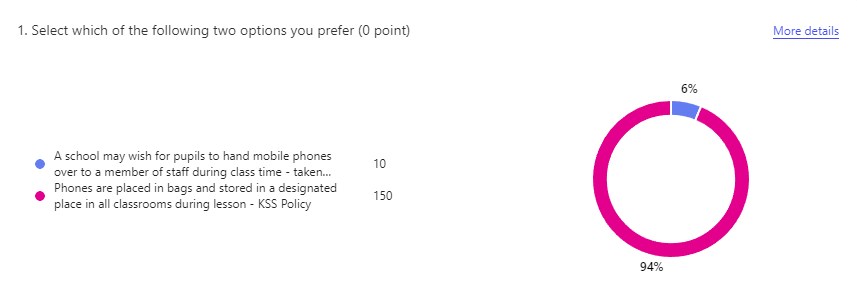 1. Select which of the following two options you prefer (0 point)
More details
6%
A school may wish for pupils to hand mobile phones
over to a member of staff during class time - taken...
10
Phones are placed in bags and stored in a designated
place in all classrooms during lesson - KSS Policy
150
94%